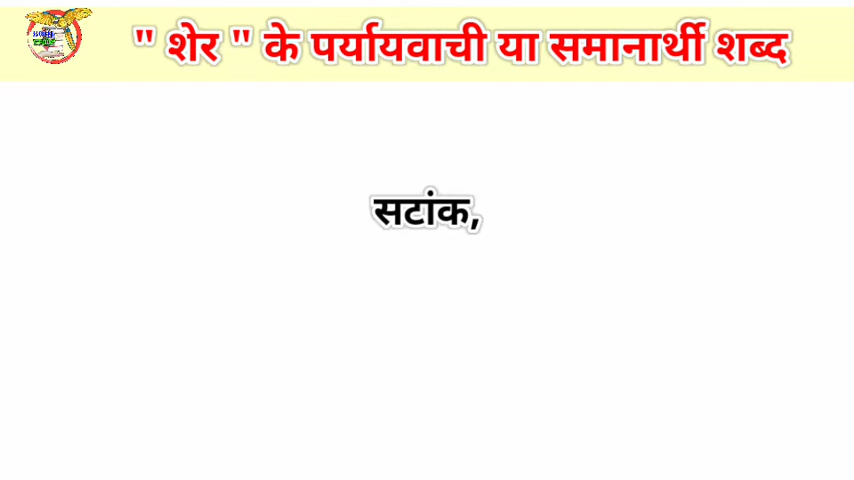 " शेर " के पर्यायवाची या समानार्थी शब्द
सटांक,